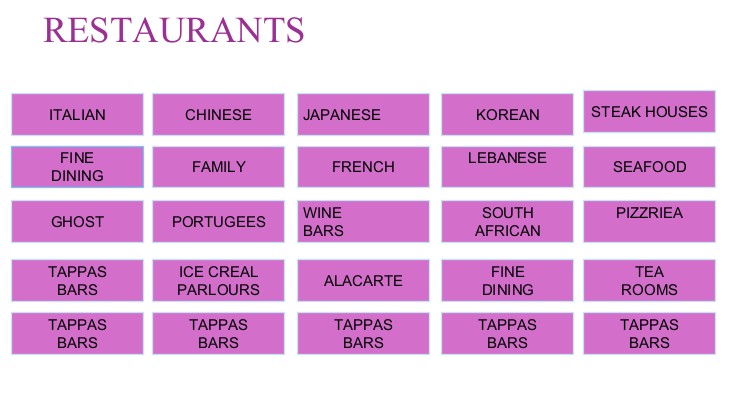 RESTAURANTS
ITALIAN
CHINESE
JAPANESE
KOREAN
STEAK HOUSES
FINE
DINING
FAMILY
FRENCH
LEBANESE
SEAFOOD
GHOST
PORTUGEES
WINE
BARS
SOUTH
AFRICAN
PIZZRIEA
TAPPAS
BARS
ICE CREAL
PARLOURS
ALACARTE
FINE
DINING
TEA
ROOMS
TAPPAS
BARS
TAPPAS
BARS
TAPPAS
BARS
TAPPAS
BARS
TAPPAS
BARS